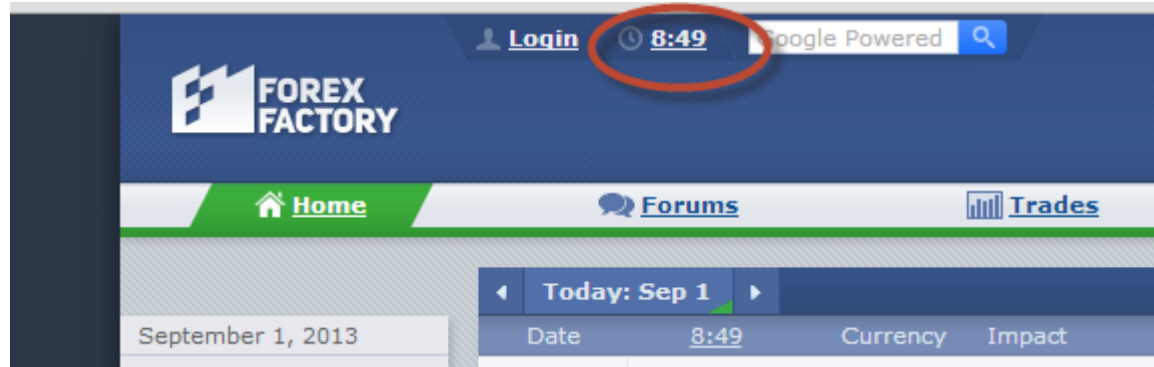 Login 8:49 Google Powered
FOREX
FACTORY
Home Forums Trades
Today: Sep 1
September 1, 2013 Date 8:49 Currency Impact